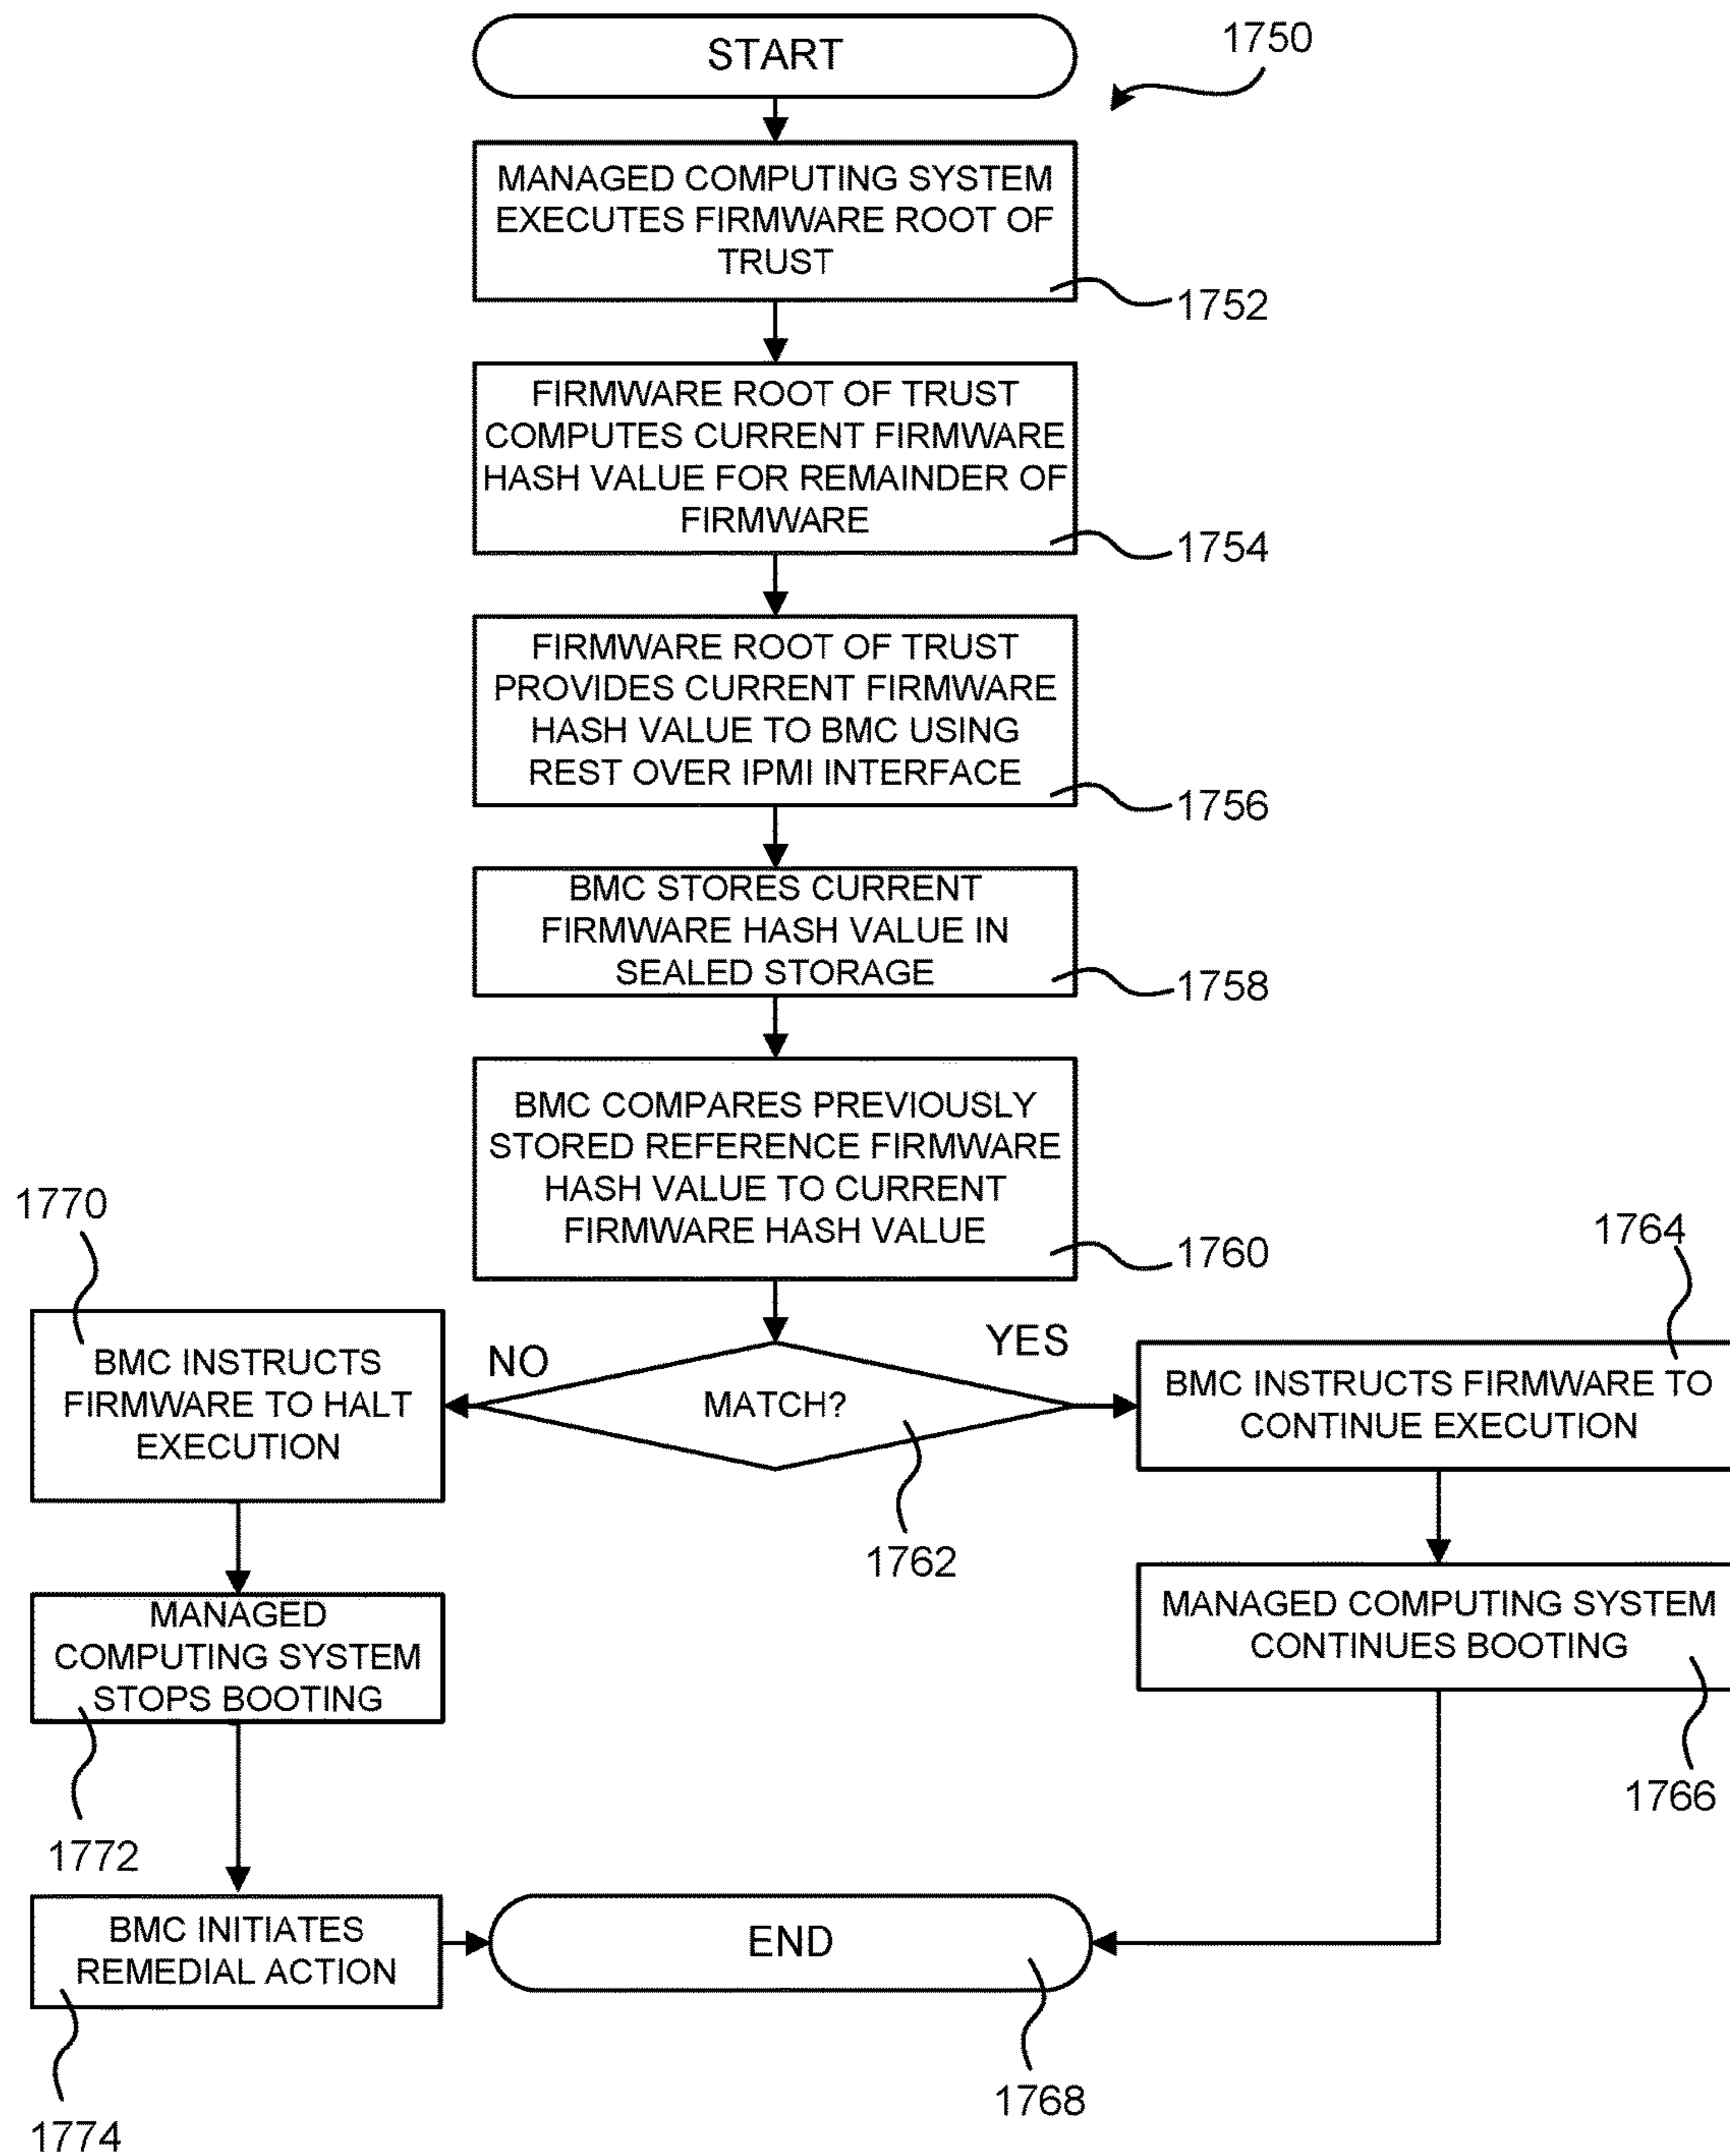 START
1750
MANAGED COMPUTING SYSTEM
EXECUTES FIRMWARE ROOT OF
TRUST
1752
FIRMWARE ROOT OF TRUST
COMPUTES CURRENT FIRMWARE
HASH VALUE FOR REMAINDER OF
FIRMWARE
1754
FIRMWARE ROOT OF TRUST
PROVIDES CURRENT FIRMWARE
HASH VALUE TO BMC USING
REST OVER IPMI INTERFACE
1756
BMC STORES CURRENT
FIRMWARE HASH VALUE IN
SEALED STORAGE
1758
BMC COMPARES PREVIOUSLY
STORED REFERENCE FIRMWARE
HASH VALUE TO CURRENT
FIRMWARE HASH VALUE
1760
MATCH?
1762
NO
1770
BMC INSTRUCTS
FIRMWARE TO HALT
EXECUTION
MANAGED
COMPUTING SYSTEM
STOPS BOOTING
1772
BMC INITIATES
REMEDIAL ACTION
1774
YES
1764
BMC INSTRUCTS FIRMWARE TO
CONTINUE EXECUTION
MANAGED COMPUTING SYSTEM
CONTINUES BOOTING
1766
END
1768